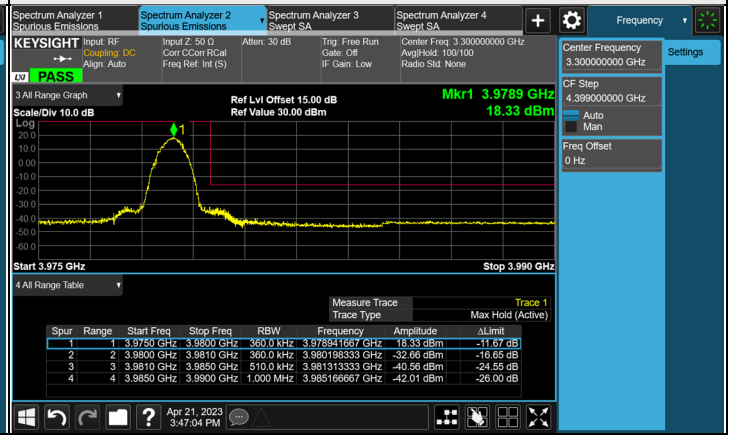 Spectrum Analyzer 1
Spurious Emissions
Spectrum Analyzer 2
Spurious Emissions
Spectrum Analyzer 3
Swept SA
Spectrum Analyzer 4
Swept SA
+
Frequency
KEYSIGHT
Input: RF
Coupling: DC
Align: Auto
Input Z: 50 Ω
Corr CCorr RCal
Freq Ref: Int (S)
Atten: 30 dB
Trig: Free Run
Gate: Off
IF Gain: Low
Center Freq: 3.300000000 GHz
Avg|Hold: 100/100
Radio Std: None
LXI PASS
Center Frequency
3.300000000 GHz
Settings
CF Step
4.399000000 GHz
Auto
Man
Freq Offset
0 Hz
3 All Range Graph
Scale/Div 10.0 dB
Ref Lvl Offset 15.00 dB
Ref Value 30.00 dBm
Mkr1 3.9789 GHz
18.33 dBm
Log
20.0
10.0
0.00
-10.0
-20.0
-30.0
-40.0
-50.0
-60.0
1
Start 3.975 GHz
Stop 3.990 GHz
4 All Range Table
Measure Trace Trace 1
Trace Type Max Hold (Active)
Spur Range Start Freq Stop Freq RBW Frequency Amplitude ΔLimit
1 1 3.9750 GHz 3.9800 GHz 360.0 kHz 3.978941667 GHz 18.33 dBm -11.67 dB
2 2 3.9800 GHz 3.9810 GHz 360.0 kHz 3.980198333 GHz -32.66 dBm -16.65 dB
3 3 3.9810 GHz 3.9850 GHz 510.0 kHz 3.981313333 GHz -40.56 dBm -24.55 dB
4 4 3.9850 GHz 3.9900 GHz 1.000 MHz 3.985166667 GHz -42.01 dBm -26.00 dB
?
Apr 21, 2023
3:47:04 PM